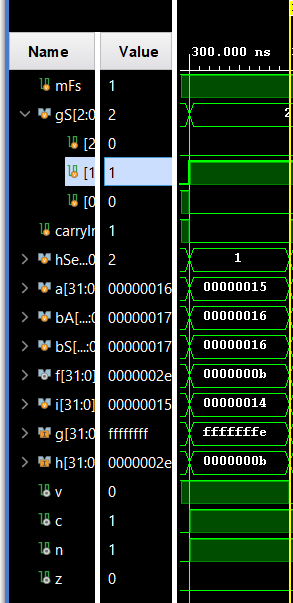 Name Value 300.000 ns
mFs 1
gS[2:0 2 2
[2 0
[1 1
[0 0
carryIr 1
hSe... 2 1
a[31:0] 00000016 00000015
bA[...:0] 00000017 00000016
bS[...:0] 00000017 00000016
f[31:0] 0000002e 0000000b
i[31:0] 00000015 00000014
g[31:0] ffffffff fffffffe
h[31:0] 0000002e 0000000b
v 0
c 1
n 1
z 0